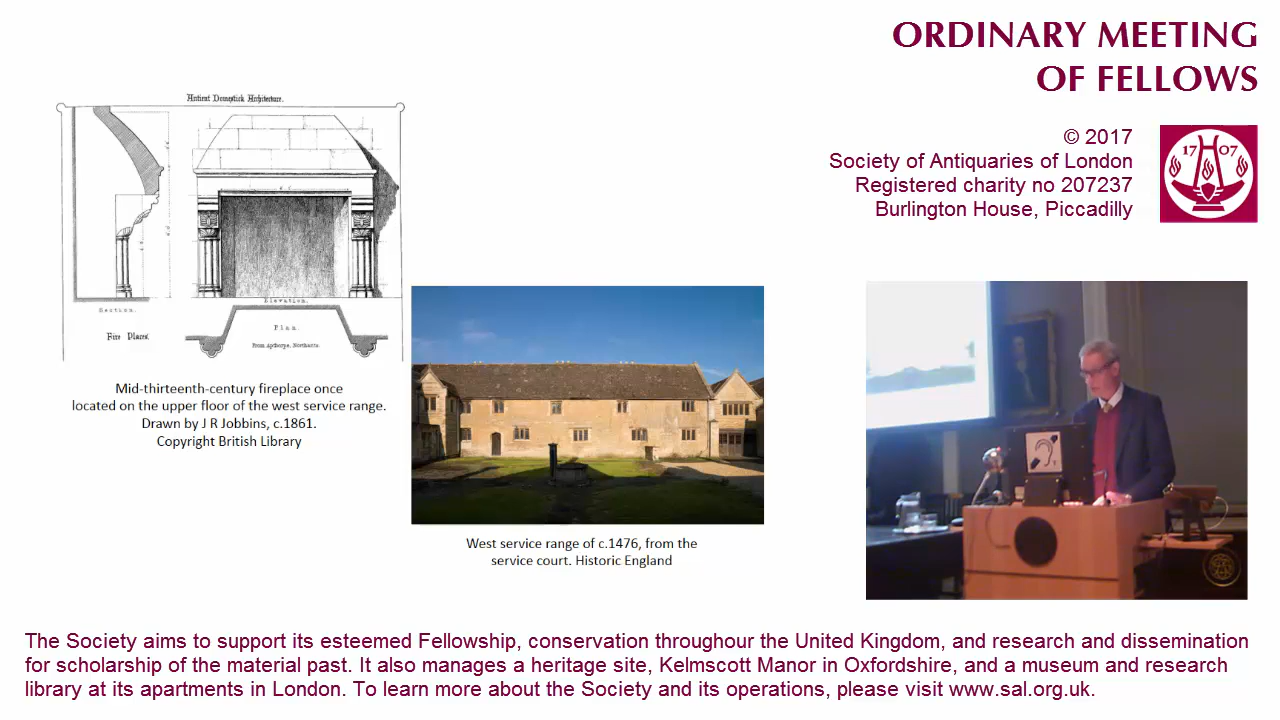 ORDINARY MEETING
OF FELLOWS
© 2017
Society of Antiquaries of London
Registered charity no 207237
Burlington House, Piccadilly
17 07
Antient Domestick Architecture.
Elevation.
Section.
Plan.
Fire Places.
From Apthorpe, Northants.
Mid-thirteenth-century fireplace once
located on the upper floor of the west service range.
Drawn by J R Jobbins, c.1861.
Copyright British Library
West service range of c.1476, from the
service court. Historic England
T
The Society aims to support its esteemed Fellowship, conservation throughour the United Kingdom, and research and dissemination
for scholarship of the material past. It also manages a heritage site, Kelmscott Manor in Oxfordshire, and a museum and research
library at its apartments in London. To learn more about the Society and its operations, please visit www.sal.org.uk.